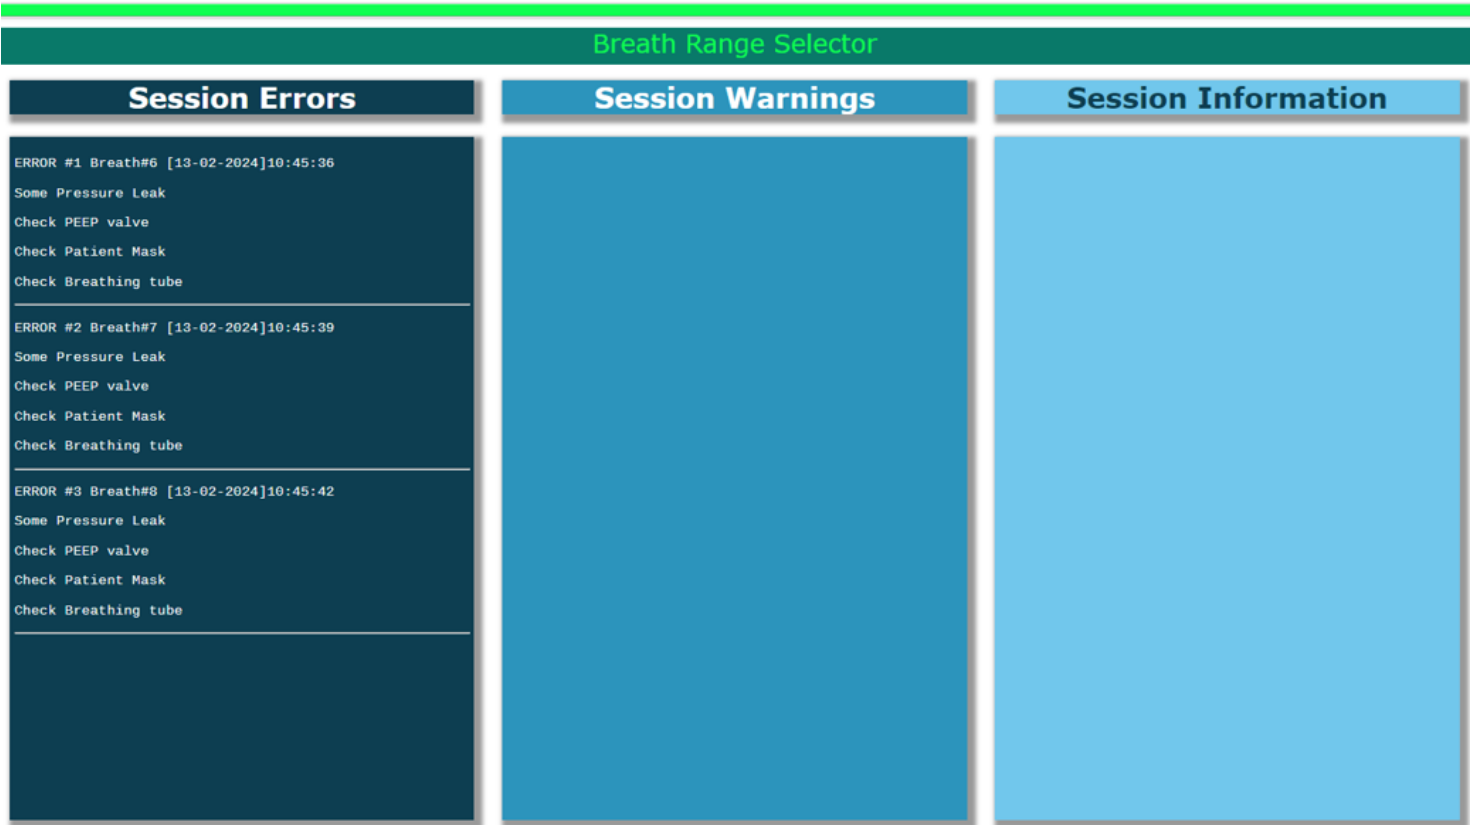 Breath Range Selector
Session Errors
ERROR #1 Breath#6 [13-02-2024]10:45:36
Some Pressure Leak
Check PEEP valve
Check Patient Mask
Check Breathing tube
ERROR #2 Breath#7 [13-02-2024]10:45:39
Some Pressure Leak
Check PEEP valve
Check Patient Mask
Check Breathing tube
ERROR #3 Breath#8 [13-02-2024]10:45:42
Some Pressure Leak
Check PEEP valve
Check Patient Mask
Check Breathing tube
Session Warnings
Session Information